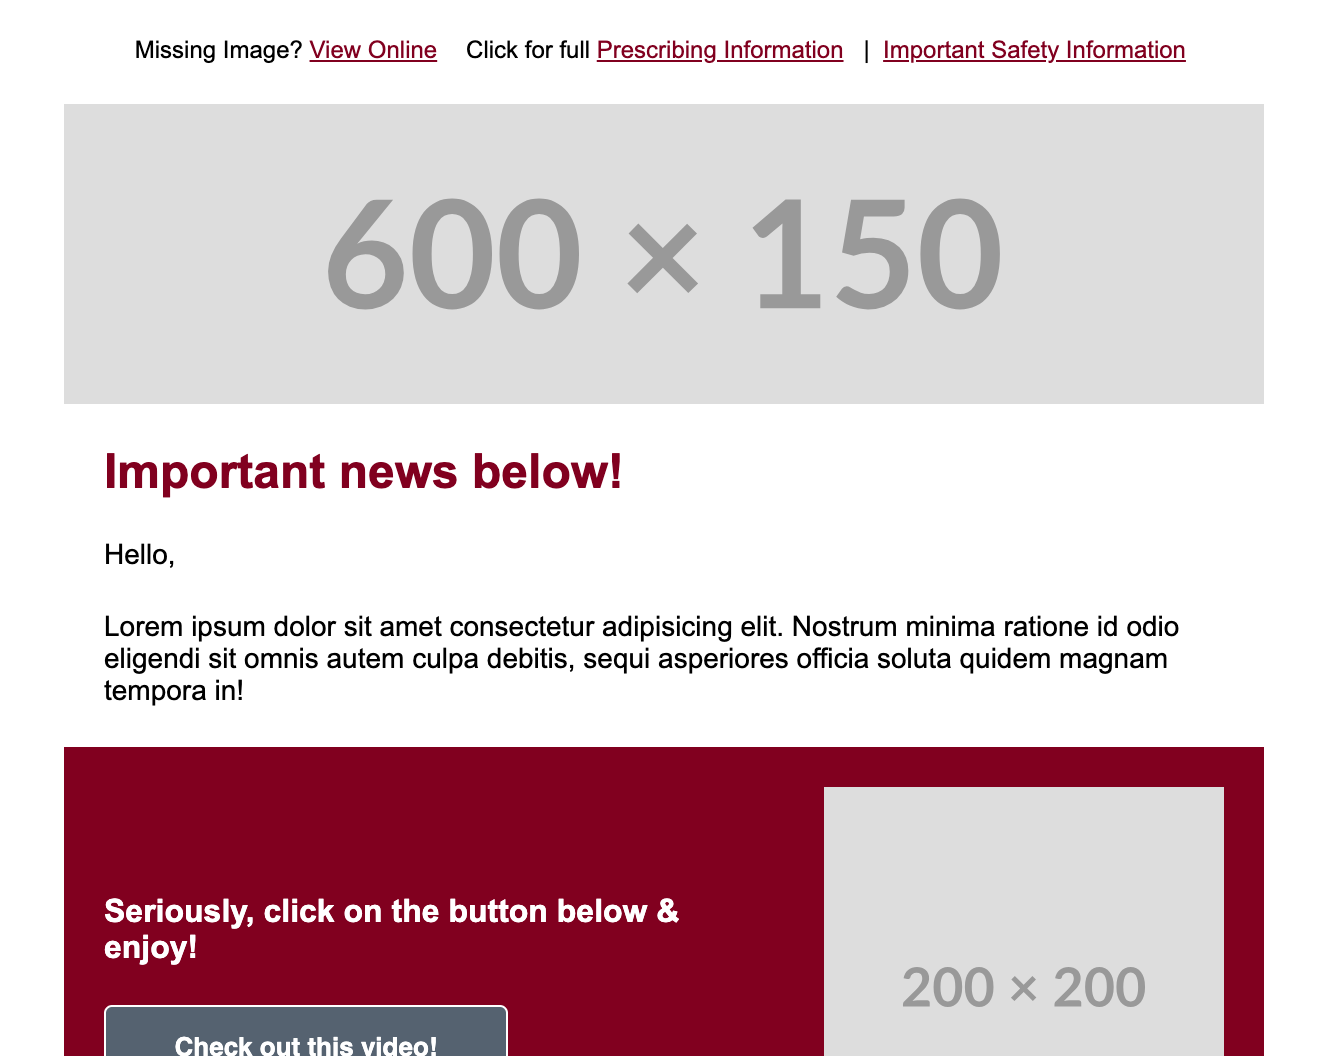 Missing Image? View Online Click for full Prescribing Information | Important Safety Information
600 × 150
Important news below!
Hello,
Lorem ipsum dolor sit amet consectetur adipisicing elit. Nostrum minima ratione id odio
eligendi sit omnis autem culpa debitis, sequi asperiores officia soluta quidem magnam
tempora in!
Seriously, click on the button below &
enjoy!
200 × 200
Check out this video!